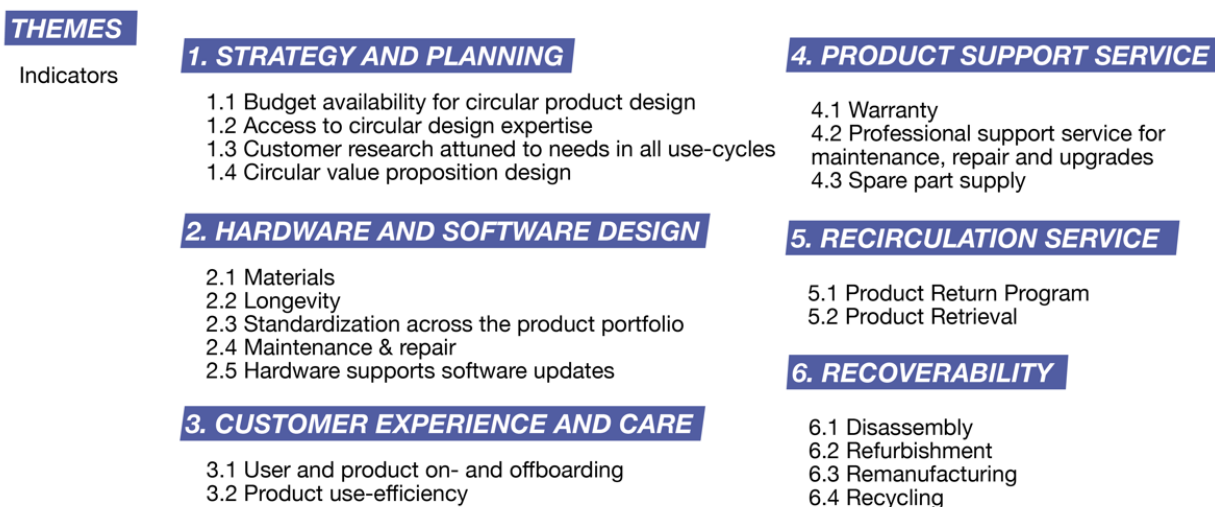 THEMES
Indicators
1. STRATEGY AND PLANNING
1.1 Budget availability for circular product design
1.2 Access to circular design expertise
1.3 Customer research attuned to needs in all use-cycles
1.4 Circular value proposition design
2. HARDWARE AND SOFTWARE DESIGN
2.1 Materials
2.2 Longevity
2.3 Standardization across the product portfolio
2.4 Maintenance & repair
2.5 Hardware supports software updates
3. CUSTOMER EXPERIENCE AND CARE
3.1 User and product on- and offboarding
3.2 Product use-efficiency
4. PRODUCT SUPPORT SERVICE
4.1 Warranty
4.2 Professional support service for
maintenance, repair and upgrades
4.3 Spare part supply
5. RECIRCULATION SERVICE
5.1 Product Return Program
5.2 Product Retrieval
6. RECOVERABILITY
6.1 Disassembly
6.2 Refurbishment
6.3 Remanufacturing
6.4 Recycling